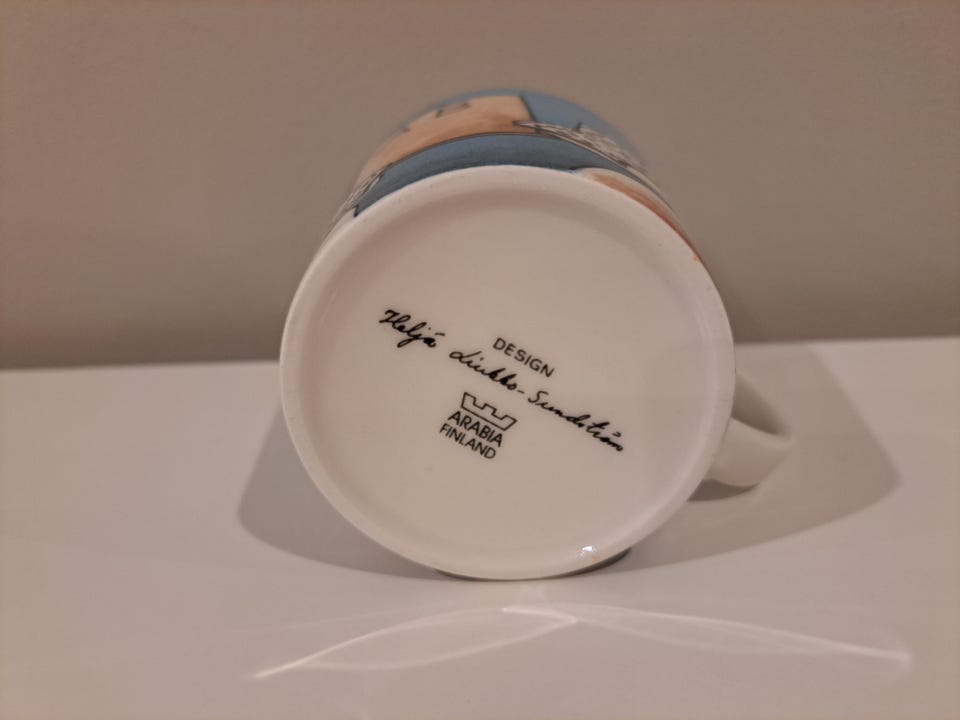 DESIGN
Heljä Liukko-Sundström
ARABIA
FINLAND